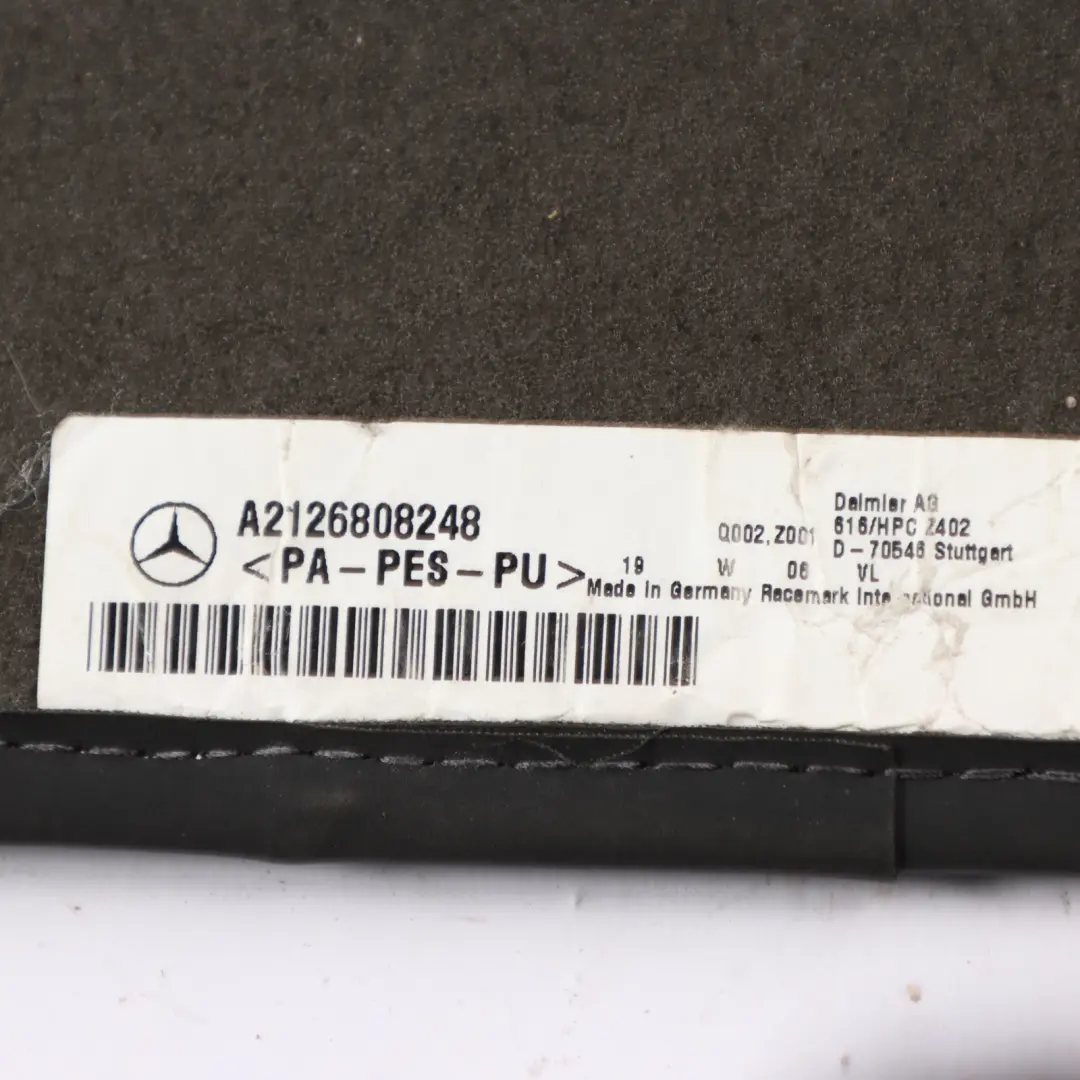 A2126808248
<PA-PES-PU>
19 W 06 VL
Q002,Z001
Daimler AG
616/HPC Z402
D-70546 Stuttgart
Made in Germany Racemark GmbH